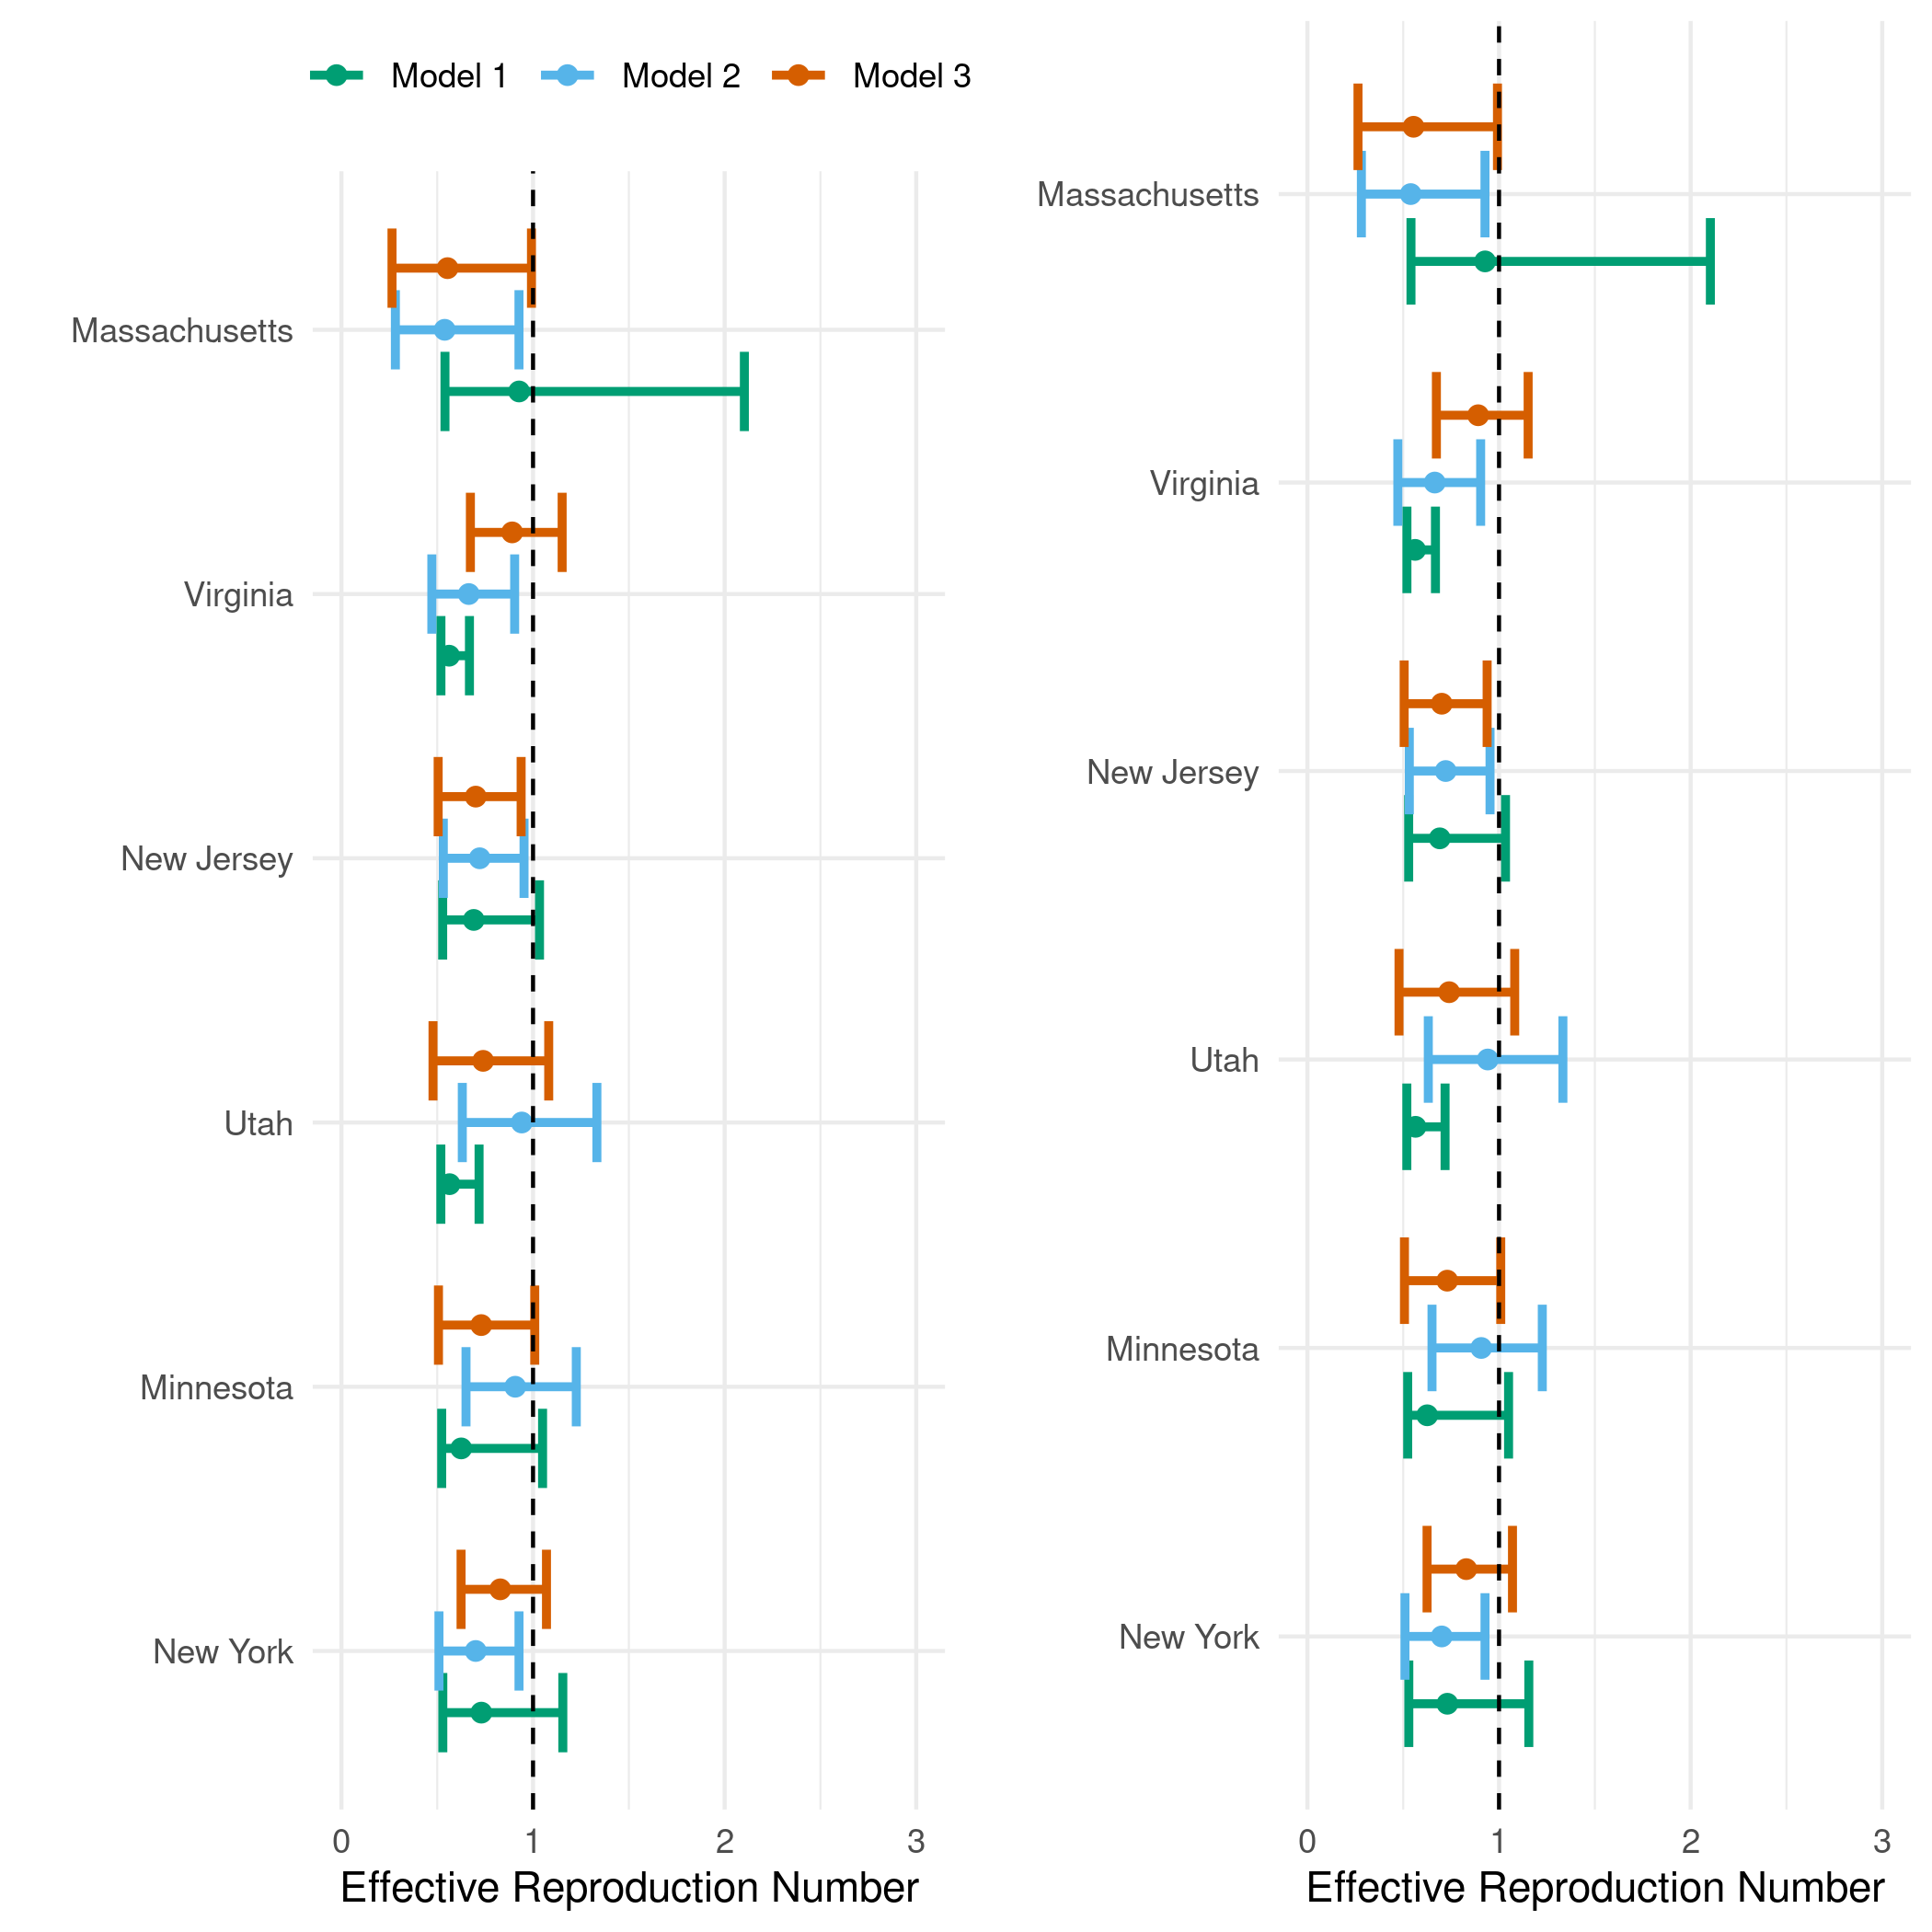 Model 1 Model 2 Model 3
Massachusetts
Virginia
New Jersey
Utah
Minnesota
New York
0 1 2 3
Effective Reproduction Number
Massachusetts
Virginia
New Jersey
Utah
Minnesota
New York
0 1 2 3
Effective Reproduction Number